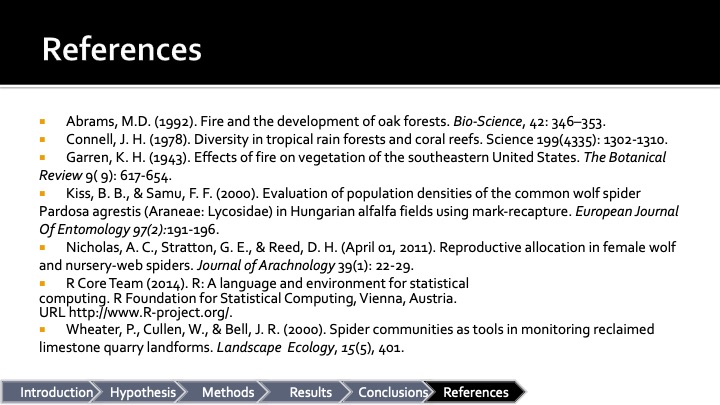 References
▪ Abrams, M.D. (1992). Fire and the development of oak forests. Bio-Science, 42: 346–353.
▪ Connell, J. H. (1978). Diversity in tropical rain forests and coral reefs. Science 199(4335): 1302-1310.
▪ Garren, K. H. (1943). Effects of fire on vegetation of the southeastern United States. The Botanical
Review 9( 9): 617-654.
▪ Kiss, B. B., & Samu, F. F. (2000). Evaluation of population densities of the common wolf spider
Pardosa agrestis (Araneae: Lycosidae) in Hungarian alfalfa fields using mark-recapture. European Journal
Of Entomology 97(2):191-196.
▪ Nicholas, A. C., Stratton, G. E., & Reed, D. H. (April 01, 2011). Reproductive allocation in female wolf
and nursery-web spiders. Journal of Arachnology 39(1): 22-29.
▪ R Core Team (2014). R: A language and environment for statistical
computing. R Foundation for Statistical Computing, Vienna, Austria.
URL http://www.R-project.org/.
▪ Wheater, P., Cullen, W., & Bell, J. R. (2000). Spider communities as tools in monitoring reclaimed
limestone quarry landforms. Landscape Ecology, 15(5), 401.
Introduction Hypothesis Methods Results Conclusions References